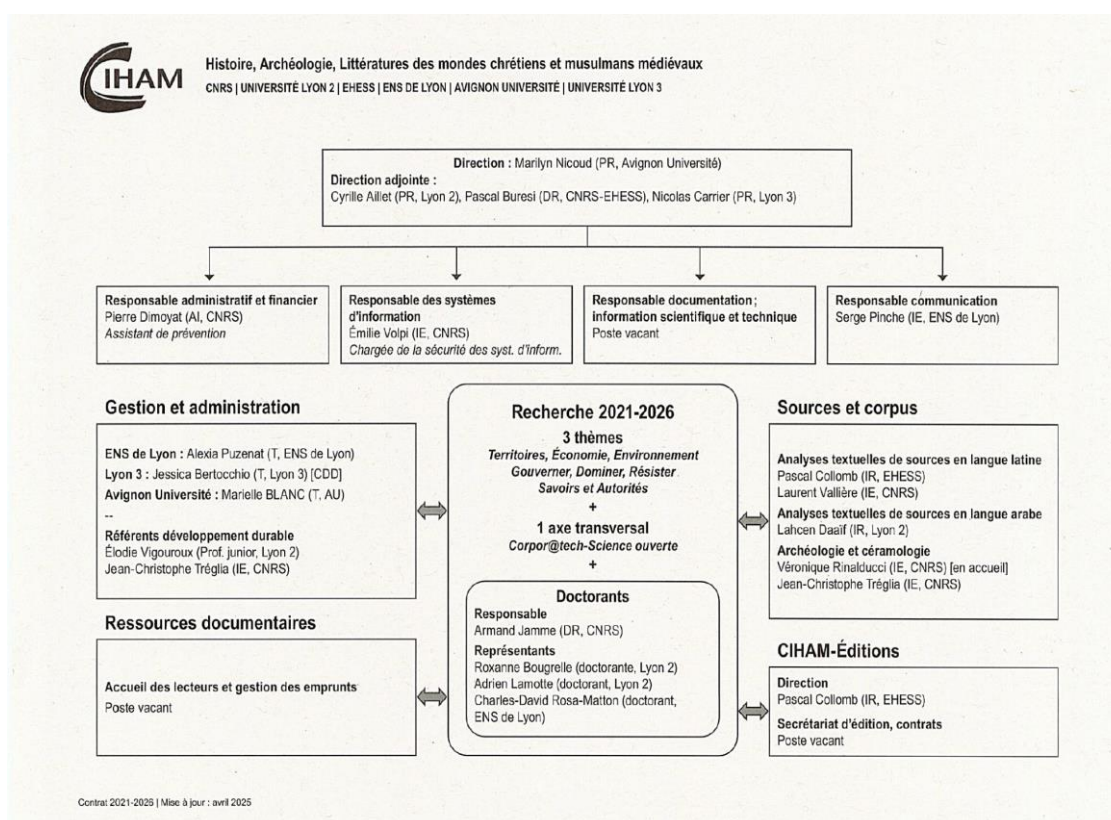 CIHAM
Histoire, Archéologie, Littératures des mondes chrétiens et musulmans médiévaux
CNRS | UNIVERSITÉ LYON 2 | EHESS | ENS DE LYON | AVIGNON UNIVERSITÉ | UNIVERSITÉ LYON 3
Direction : Marilyn Nicoud (PR, Avignon Université)
Direction adjointe :
Cyrille Aillet (PR, Lyon 2), Pascal Buresi (DR, CNRS-EHESS), Nicolas Carrier (PR, Lyon 3)
Responsable administratif et financier
Pierre Dimoyat (AI, CNRS)
Assistant de prévention
Responsable des systèmes
d'information
Émilie Volpi (IE, CNRS)
Chargée de la sécurité des syst. d'inform.
Responsable documentation ;
information scientifique et technique
Poste vacant
Responsable communication
Serge Pinche (IE, ENS de Lyon)
Gestion et administration
ENS de Lyon : Alexia Puzenat (T, ENS de Lyon)
Lyon 3 : Jessica Bertocchio (T, Lyon 3) [CDD]
Avignon Université : Marielle BLANC (T, AU)
--
Référents développement durable
Élodie Vigouroux (Prof. junior, Lyon 2)
Jean-Christophe Tréglia (IE, CNRS)
Ressources documentaires
Accueil des lecteurs et gestion des emprunts
Poste vacant
Recherche 2021-2026
3 thèmes
Territoires, Économie, Environnement
Gouverner, Dominer, Résister
Savoirs et Autorités
+
1 axe transversal
Corpor@tech-Science ouverte
+
Doctorants
Responsable
Armand Jamme (DR, CNRS)
Représentants
Roxanne Bougrelle (doctorante, Lyon 2)
Adrien Lamotte (doctorant, Lyon 2)
Charles-David Rosa-Matton (doctorant,
ENS de Lyon)
Sources et corpus
Analyses textuelles de sources en langue latine
Pascal Collomb (IR, EHESS)
Laurent Vallière (IE, CNRS)
Analyses textuelles de sources en langue arabe
Lahcen Daaïf (IR, Lyon 2)
Archéologie et céramologie
Véronique Rinalducci (IE, CNRS) [en accueil]
Jean-Christophe Tréglia (IE, CNRS)
CIHAM-Éditions
Direction
Pascal Collomb (IR, EHESS)
Secrétariat d'édition, contrats
Poste vacant
Contrat 2021-2026 | Mise à jour : avril 2025